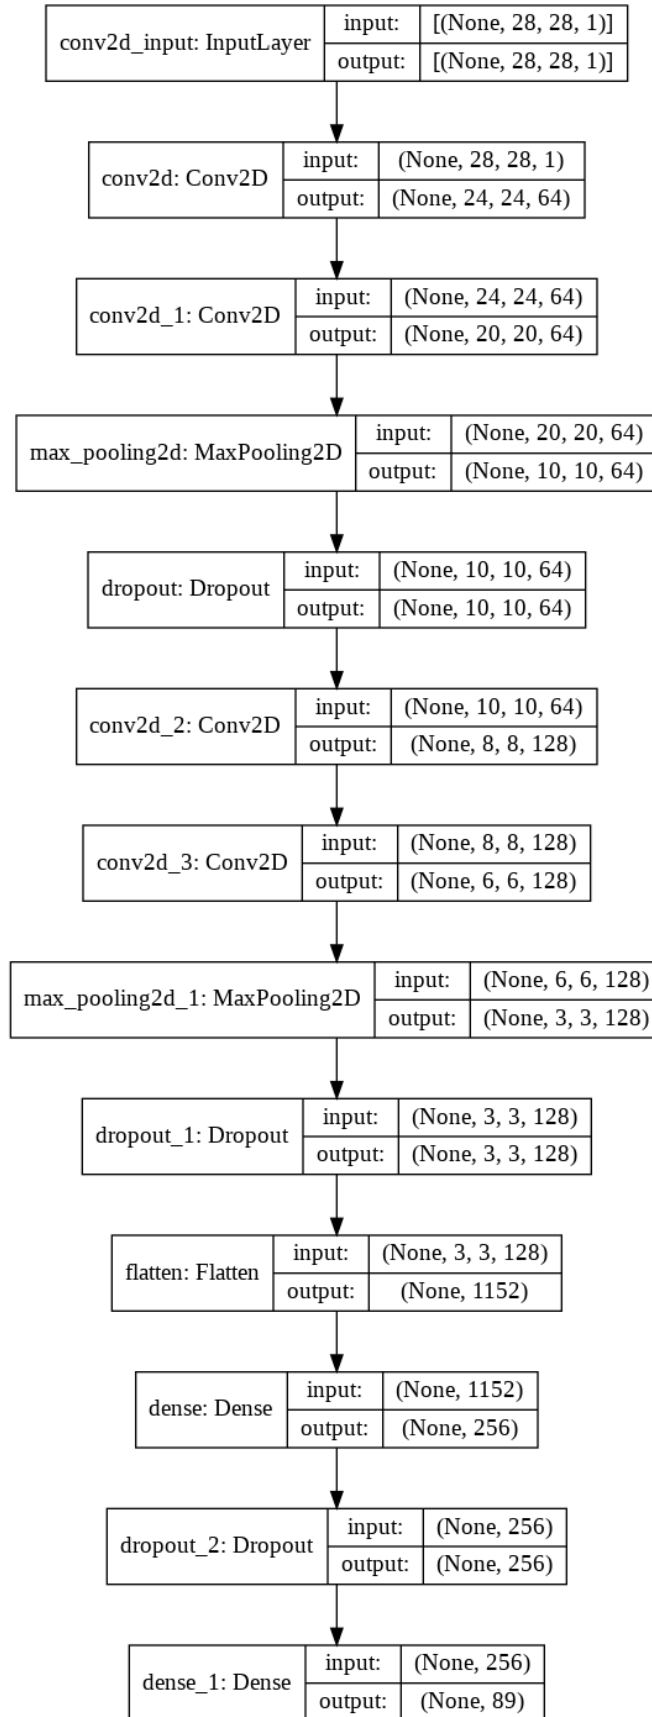 conv2d_input: InputLayer
input: [(None, 28, 28, 1)]
output: [(None, 28, 28, 1)]
conv2d: Conv2D
input: (None, 28, 28, 1)
output: (None, 24, 24, 64)
conv2d_1: Conv2D
input: (None, 24, 24, 64)
output: (None, 20, 20, 64)
max_pooling2d: MaxPooling2D
input: (None, 20, 20, 64)
output: (None, 10, 10, 64)
dropout: Dropout
input: (None, 10, 10, 64)
output: (None, 10, 10, 64)
conv2d_2: Conv2D
input: (None, 10, 10, 64)
output: (None, 8, 8, 128)
conv2d_3: Conv2D
input: (None, 8, 8, 128)
output: (None, 6, 6, 128)
max_pooling2d_1: MaxPooling2D
input: (None, 6, 6, 128)
output: (None, 3, 3, 128)
dropout_1: Dropout
input: (None, 3, 3, 128)
output: (None, 3, 3, 128)
flatten: Flatten
input: (None, 3, 3, 128)
output: (None, 1152)
dense: Dense
input: (None, 1152)
output: (None, 256)
dropout_2: Dropout
input: (None, 256)
output: (None, 256)
dense_1: Dense
input: (None, 256)
output: (None, 89)